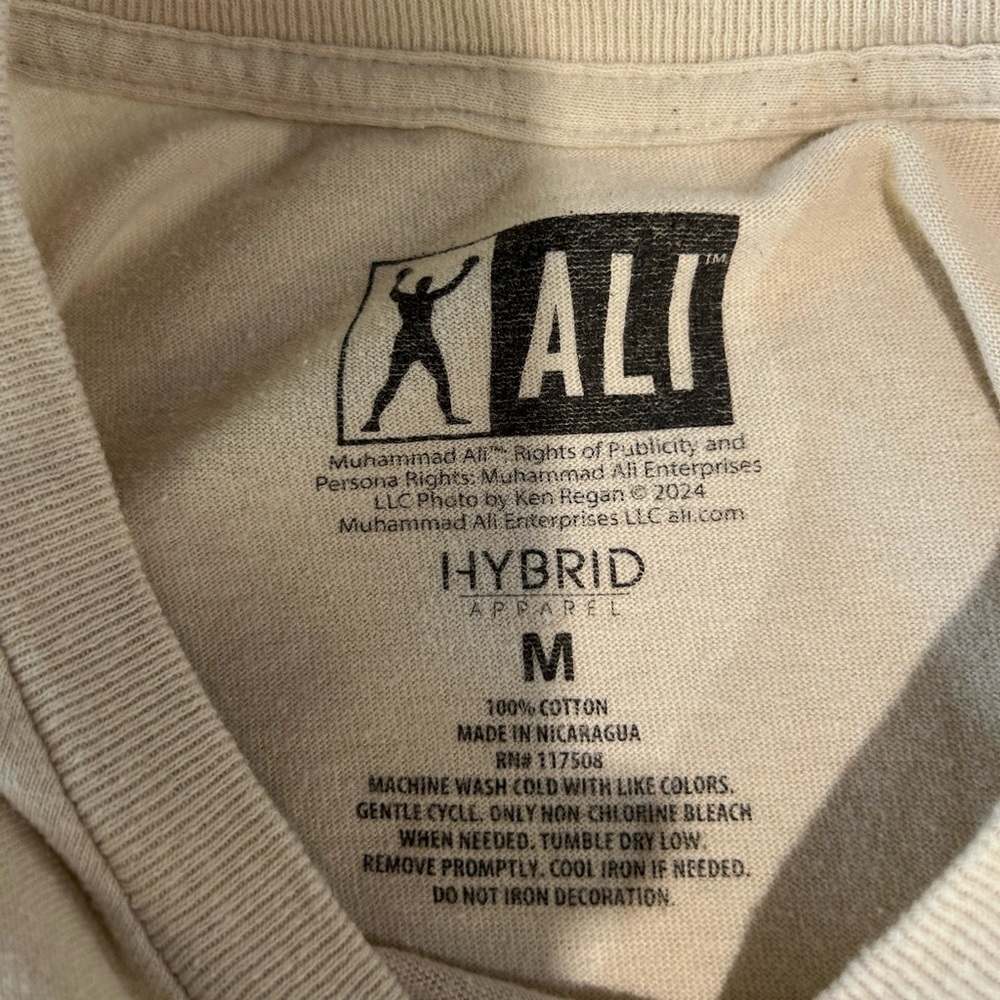 ALI™
Muhammad Ali™; Rights of Publicity and
Persona Rights: Muhammad Ali Enterprises
LLC Photo by Ken Regan © 2024
Muhammad Ali Enterprises LLC ali.com
HYBRID
APPAREL
M
100% COTTON
MADE IN NICARAGUA
RN# 117508
MACHINE WASH COLD WITH LIKE COLORS.
GENTLE CYCLE. ONLY NON-CHLORINE BLEACH
WHEN NEEDED. TUMBLE DRY LOW.
REMOVE PROMPTLY. COOL IRON IF NEEDED.
DO NOT IRON DECORATION.